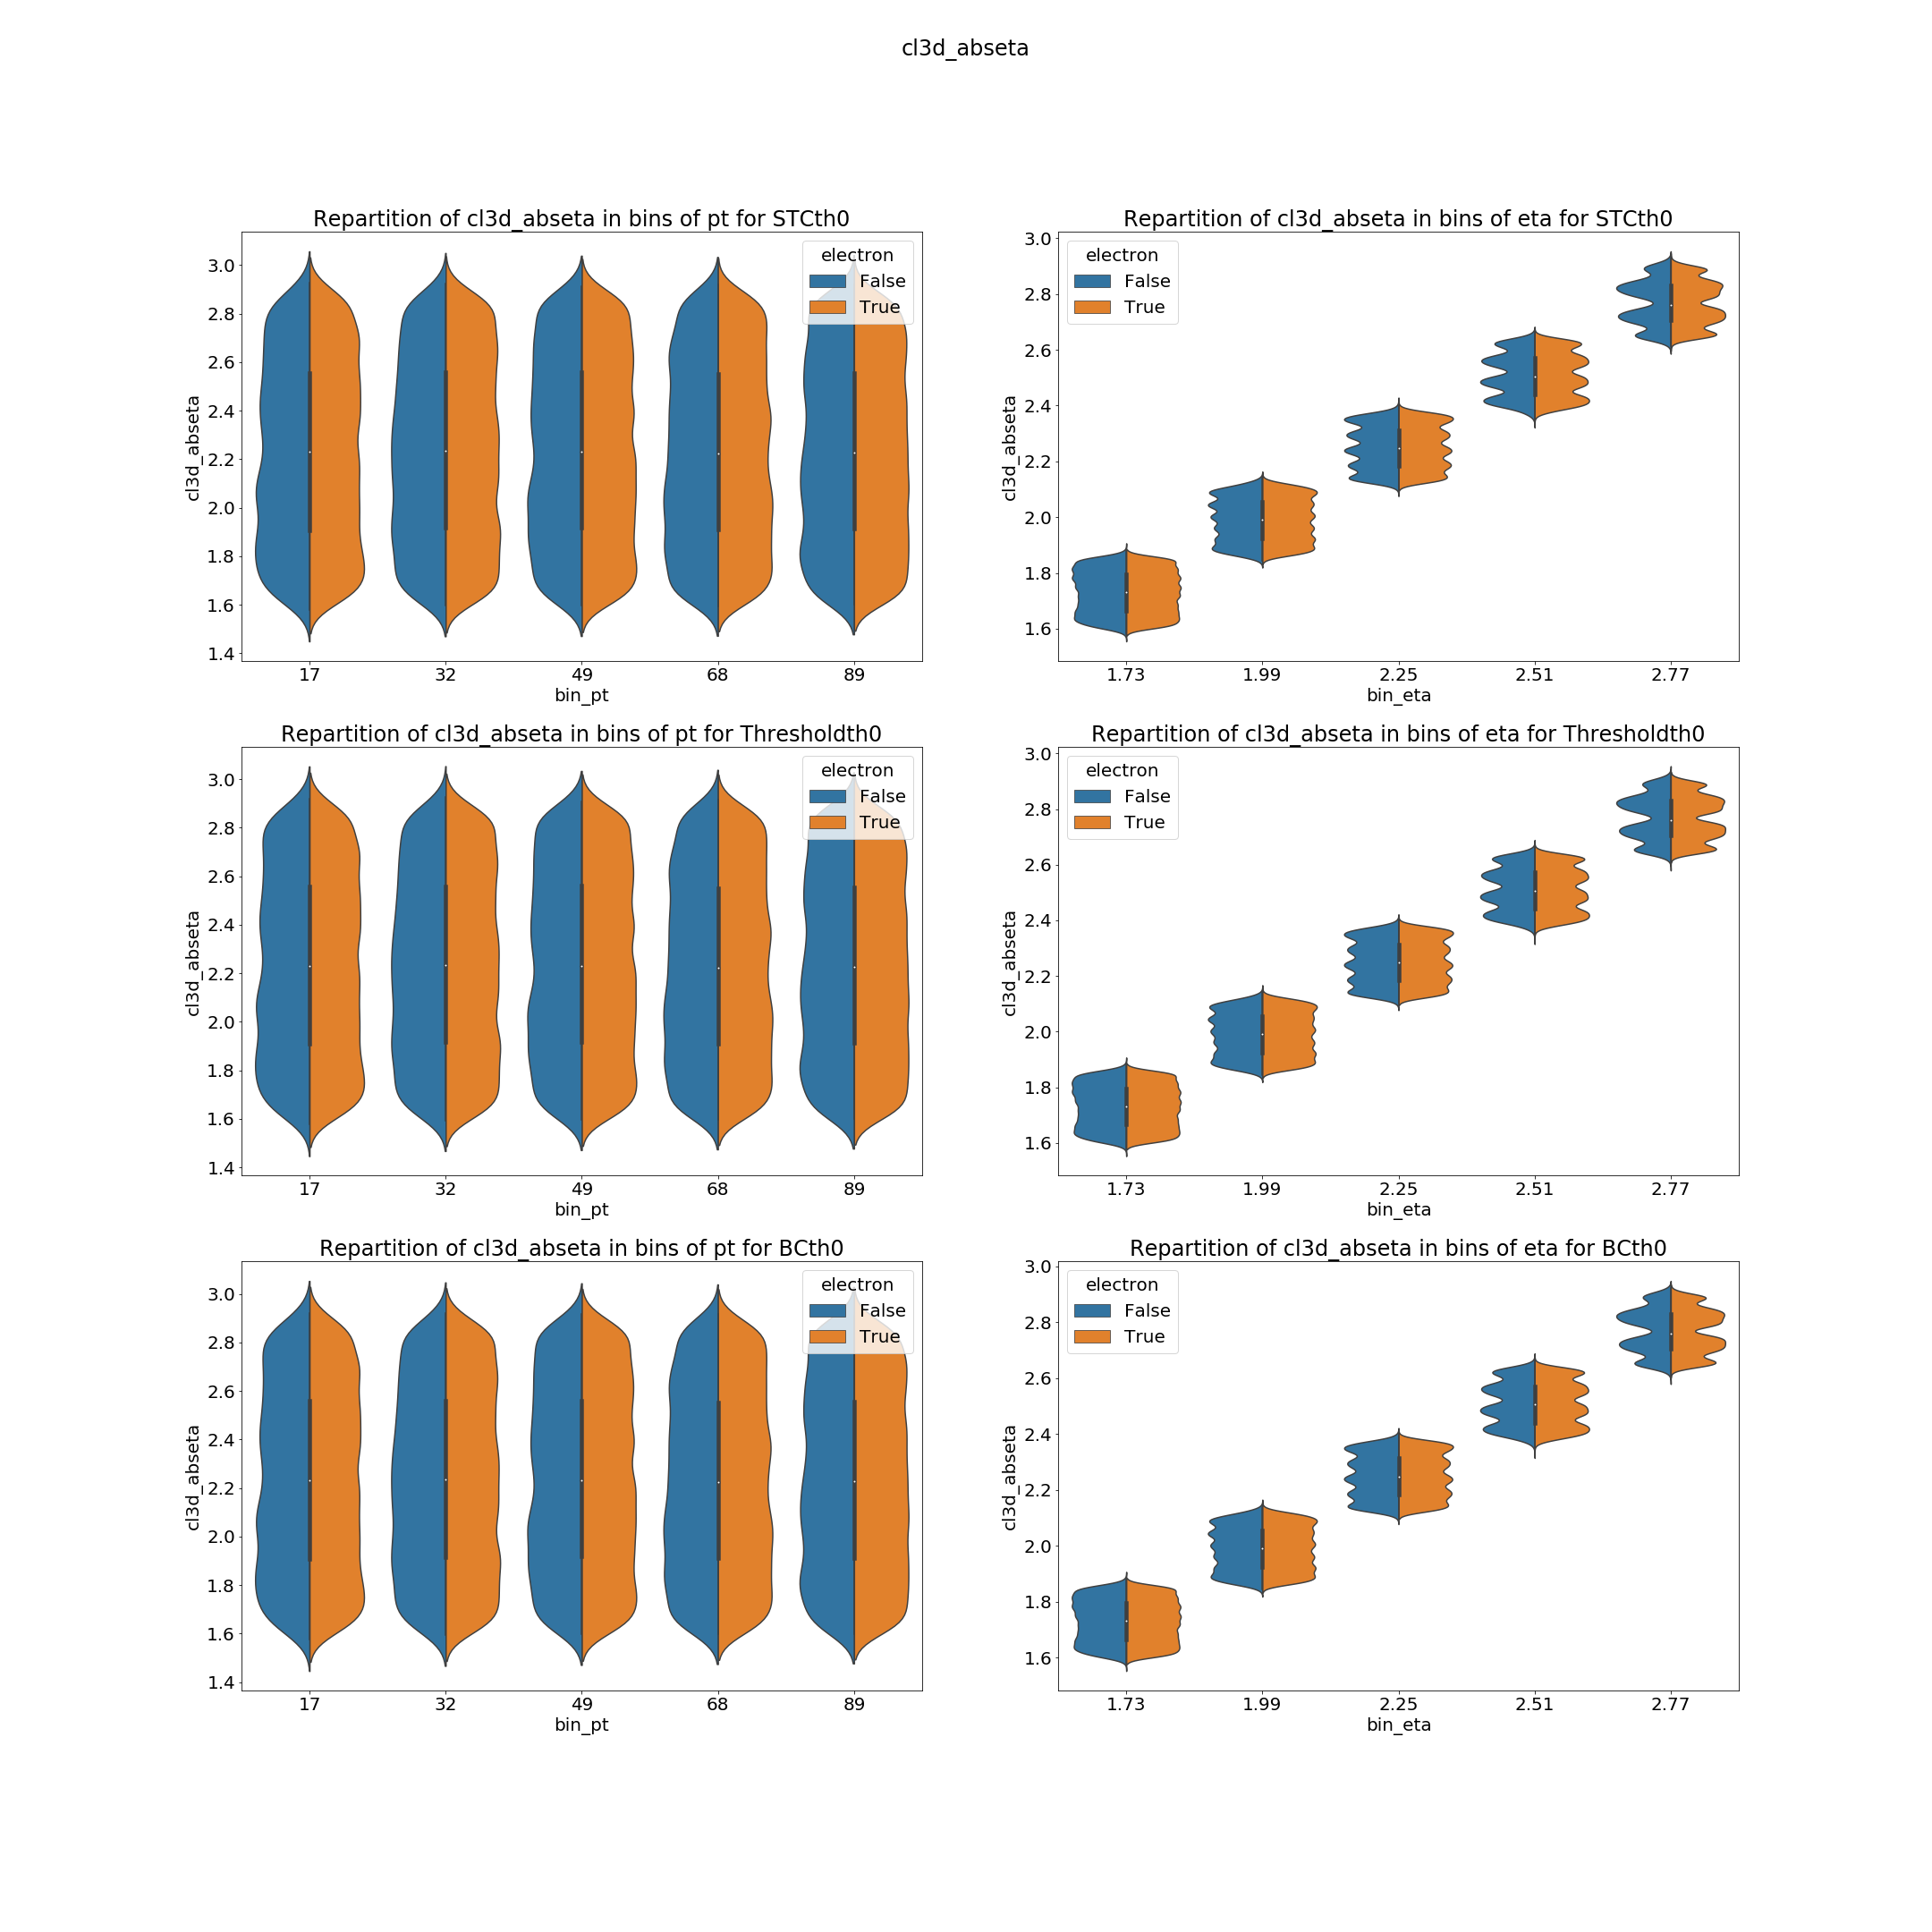 cl3d_abseta
Repartition of cl3d_abseta in bins of pt for STCth0
cl3d_abseta
3.0
2.8
2.6
2.4
2.2
2.0
1.8
1.6
1.4
electron
False
True
17 32 49 68 89
bin_pt
Repartition of cl3d_abseta in bins of eta for STCth0
cl3d_abseta
3.0
2.8
2.6
2.4
2.2
2.0
1.8
1.6
electron
False
True
1.73 1.99 2.25 2.51 2.77
bin_eta
Repartition of cl3d_abseta in bins of pt for Thresholdth0
cl3d_abseta
3.0
2.8
2.6
2.4
2.2
2.0
1.8
1.6
1.4
electron
False
True
17 32 49 68 89
bin_pt
Repartition of cl3d_abseta in bins of eta for Thresholdth0
cl3d_abseta
3.0
2.8
2.6
2.4
2.2
2.0
1.8
1.6
electron
False
True
1.73 1.99 2.25 2.51 2.77
bin_eta
Repartition of cl3d_abseta in bins of pt for BCth0
cl3d_abseta
3.0
2.8
2.6
2.4
2.2
2.0
1.8
1.6
1.4
electron
False
True
17 32 49 68 89
bin_pt
Repartition of cl3d_abseta in bins of eta for BCth0
cl3d_abseta
3.0
2.8
2.6
2.4
2.2
2.0
1.8
1.6
electron
False
True
1.73 1.99 2.25 2.51 2.77
bin_eta